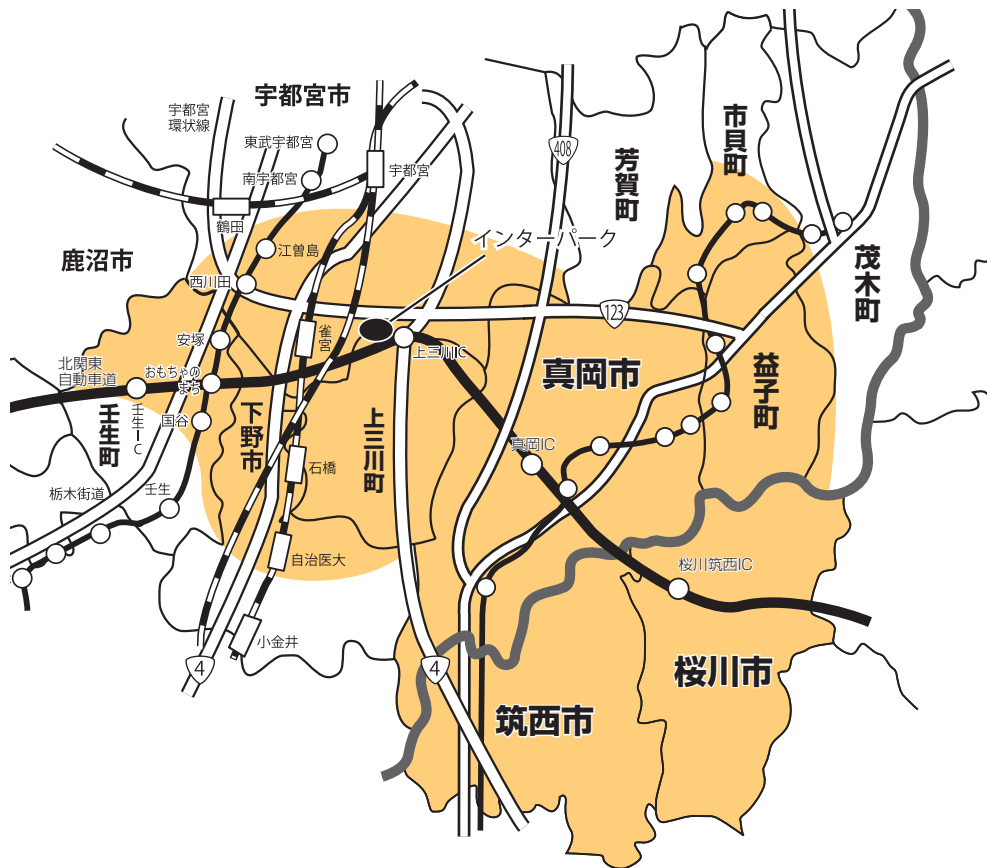 宇都宮市
宇都宮
環状線
東武宇都宮
南宇都宮
宇都宮
鶴田
408
芳賀町
市貝町
インターパーク
江曽島
鹿沼市
西川田
茂木町
123
雀宮
安塚
上三川IC
北関東
自動車道
おもちゃの
まち
真岡市
益子町
壬生町
壬生IC
国谷
下野市
上三川町
真岡IC
石橋
栃木街道
壬生
自治医大
桜川筑西IC
小金井
4
4
桜川市
筑西市